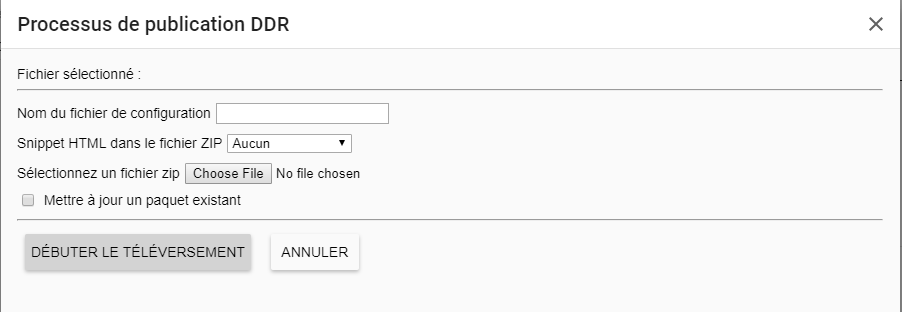 Processus de publication DDR
Fichier sélectionné :
Nom du fichier de configuration
Snippet HTML dans le fichier ZIP Aucun
Sélectionnez un fichier zip Choose File No file chosen
Mettre à jour un paquet existant
DÉBUTER LE TÉLÉVERSEMENT ANNULER